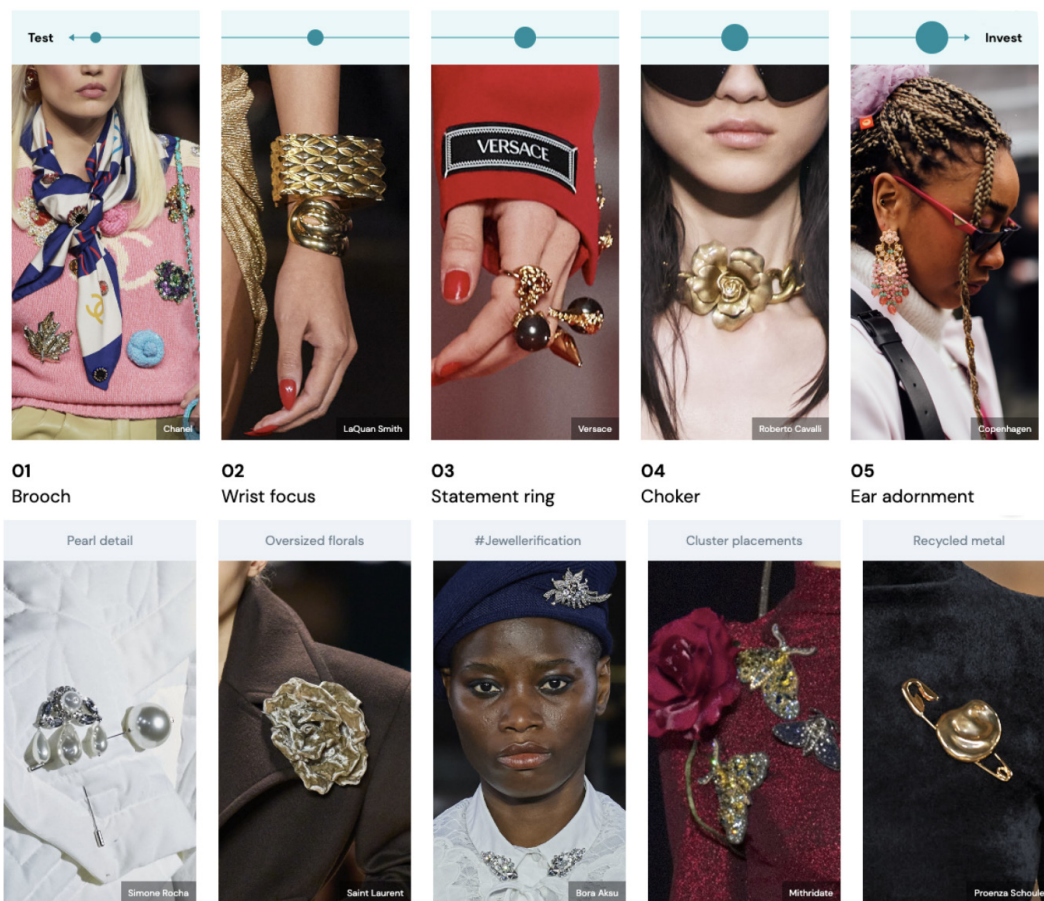 Test
Invest
VERSACE
Chanel
LaQuan Smith
Versace
Roberto Cavalli
Copenhagen
01
Brooch
02
Wrist focus
03
Statement ring
04
Choker
05
Ear adornment
Pearl detail
Oversized florals
#Jewellerification
Cluster placements
Recycled metal
Simone Rocha
Saint Laurent
Bora Aksu
Mithridate
Proenza Schoule